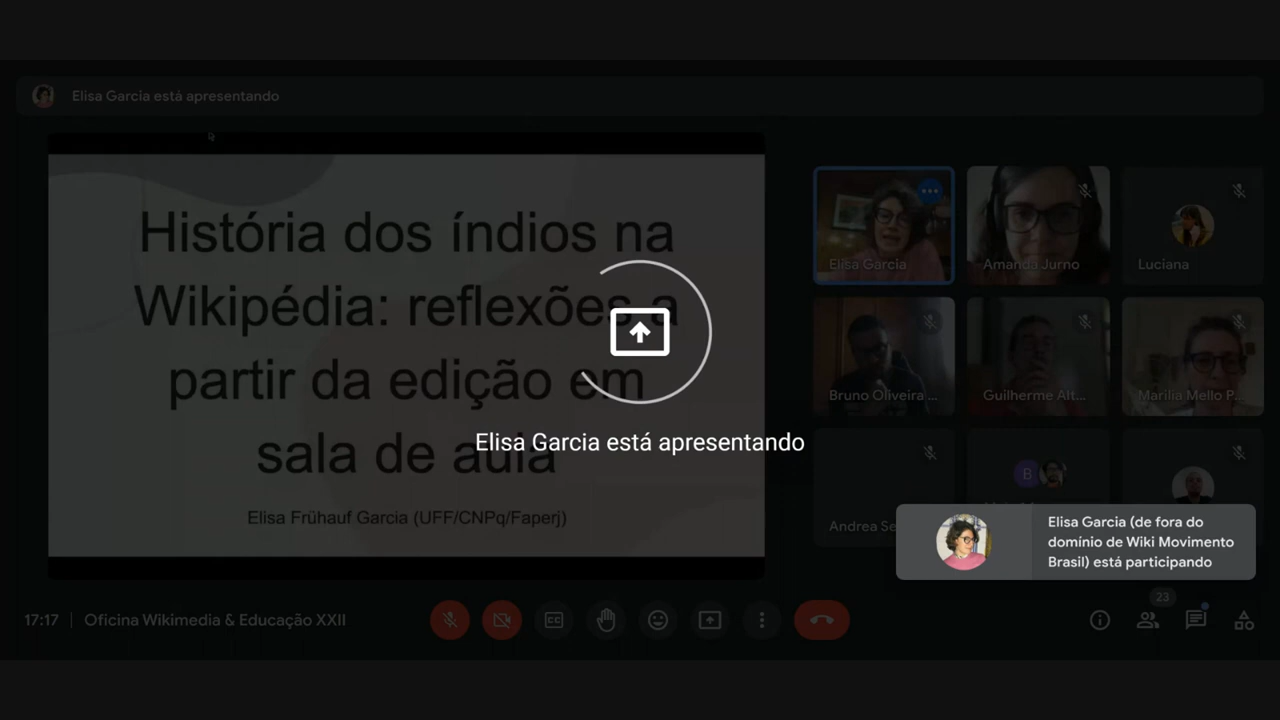 Elisa Garcia está apresentando
História dos índios na
Wikipédia: reflexões a
partir da edição em
sala de aula
Elisa Frühauf Garcia (UFF/CNPq/Faperj)
Elisa Garcia está apresentando
Elisa Garcia
Amanda Jurno
Luciana
Bruno Oliveira ...
Guilherme Alt...
Marilia Mello P...
B
Andrea Se
Elisa Garcia (de fora do
domínio de Wiki Movimento
Brasil) está participando
17:17 | Oficina Wikimedia & Educação XXII
CC
23